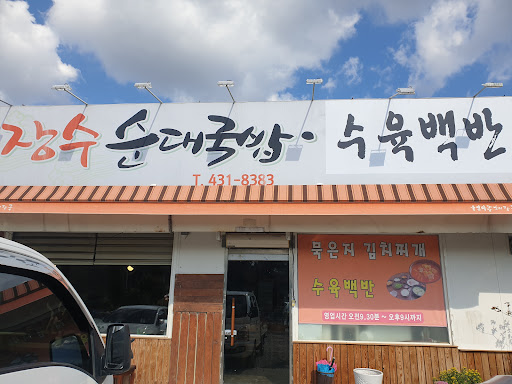 장수 순대국밥· 수육백반
T. 431-8383
묵은지 김치찌개
수육백반
영업시간 오전9.30분 ~ 오후9시까지